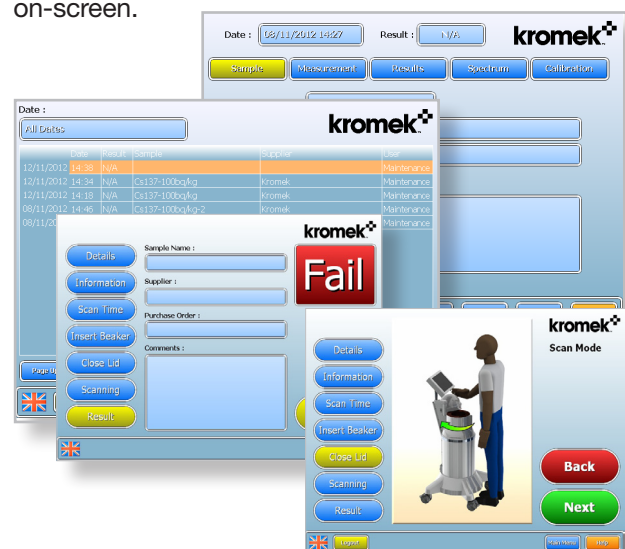 on-screen.
Date : 08/11/2012 14:27 Result : N/A kromek
Sample Measurement Results Spectrum Calibration
Date :
All Dates
kromek
Date Result Sample Supplier User
12/11/2012 14:38 N/A Maintenance
12/11/2012 14:34 N/A Cs137-100bq/kg Kromek Maintenance
12/11/2012 14:18 N/A Cs137-100bq/kg Kromek Maintenance
08/11/2012 14:46 N/A Cs137-100bq/kg-2 Kromek Maintenance
08/11/20 Maintenance
Page Up
kromek
Details
Information
Scan Time
Insert Beaker
Close Lid
Scanning
Result
Sample Name :
Supplier :
Purchase Order :
Comments :
Fail
kromek
Scan Mode
Details
Information
Scan Time
Insert Beaker
Close Lid
Scanning
Result
Back
Next
Logout Main Menu Help